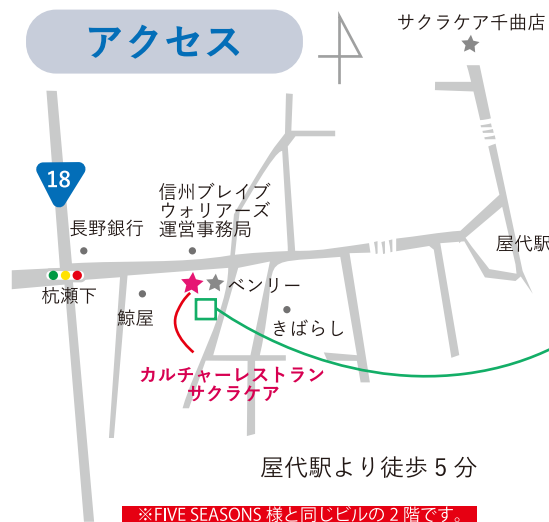 アクセス
サクラケア千曲店
18
信州ブレイブ
ウォリアーズ
運営事務局
長野銀行
屋代駅
杭瀬下
鯨屋
ベンリー
きばらし
カルチャーレストラン
サクラケア
屋代駅より徒歩 5 分
※FIVE SEASONS 様と同じビルの 2 階です。